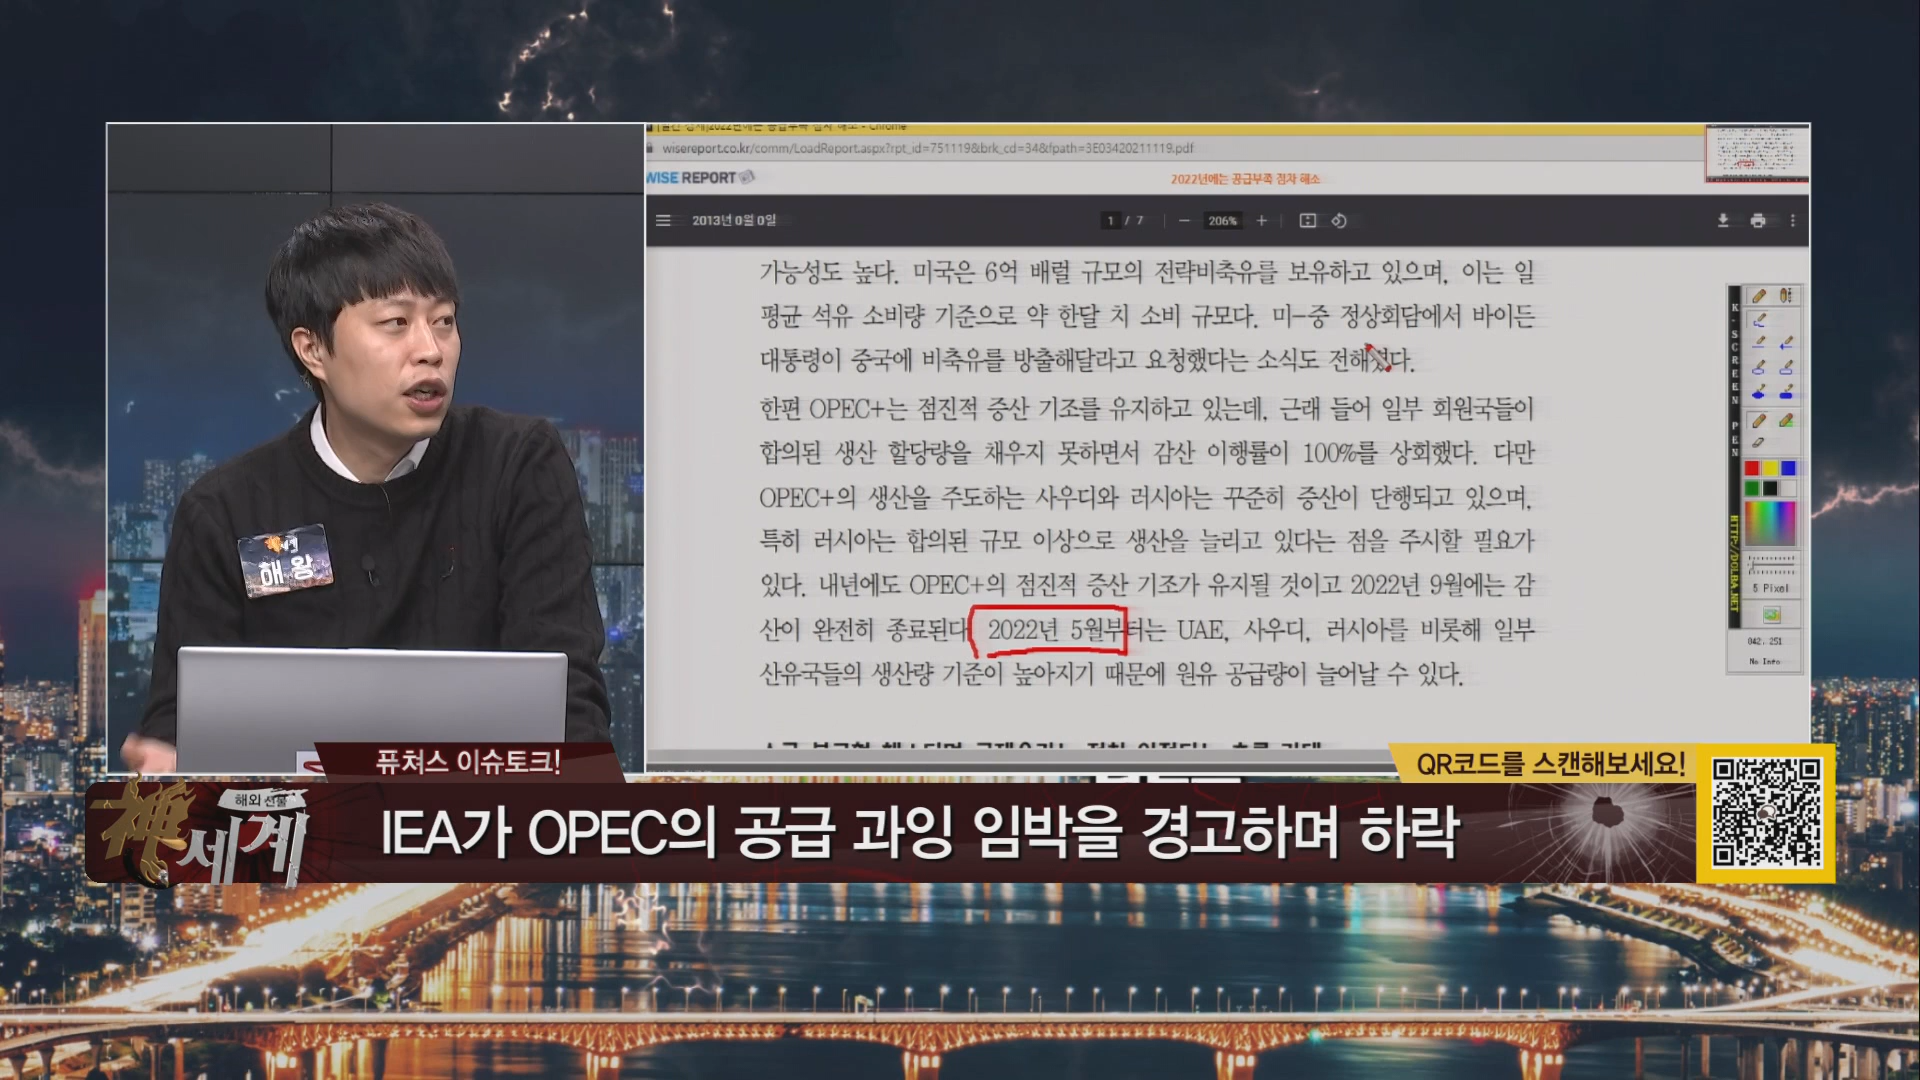 wisereport.co.kr/comm/LoadReport.aspx?rpt_id=751119&brk_cd=34&fpath=3E03420211119.pdf
WISE REPORT
2022년에는 공급부족 점차 해소
2013년 0월 0일
1 / 7
206%
가능성도 높다. 미국은 6억 배럴 규모의 전략비축유를 보유하고 있으며, 이는 일
평균 석유 소비량 기준으로 약 한달 치 소비 규모다. 미-중 정상회담에서 바이든
대통령이 중국에 비축유를 방출해달라고 요청했다는 소식도 전해졌다.
한편 OPEC+는 점진적 증산 기조를 유지하고 있는데, 근래 들어 일부 회원국들이
합의된 생산 할당량을 채우지 못하면서 감산 이행률이 100%를 상회했다. 다만
OPEC+의 생산을 주도하는 사우디와 러시아는 꾸준히 증산이 단행되고 있으며,
특히 러시아는 합의된 규모 이상으로 생산을 늘리고 있다는 점을 주시할 필요가
있다. 내년에도 OPEC+의 점진적 증산 기조가 유지될 것이고 2022년 9월에는 감
산이 완전히 종료된다. 2022년 5월부터는 UAE, 사우디, 러시아를 비롯해 일부
산유국들의 생산량 기준이 높아지기 때문에 원유 공급량이 늘어날 수 있다.
K-SCREEN PEN
HTTP://DOLBA.NET
5 Pixel
842, 251
No Info
해왕
퓨쳐스 이슈토크!
QR코드를 스캔해보세요!
해외 선물
神세계
IEA가 OPEC의 공급 과잉 임박을 경고하며 하락